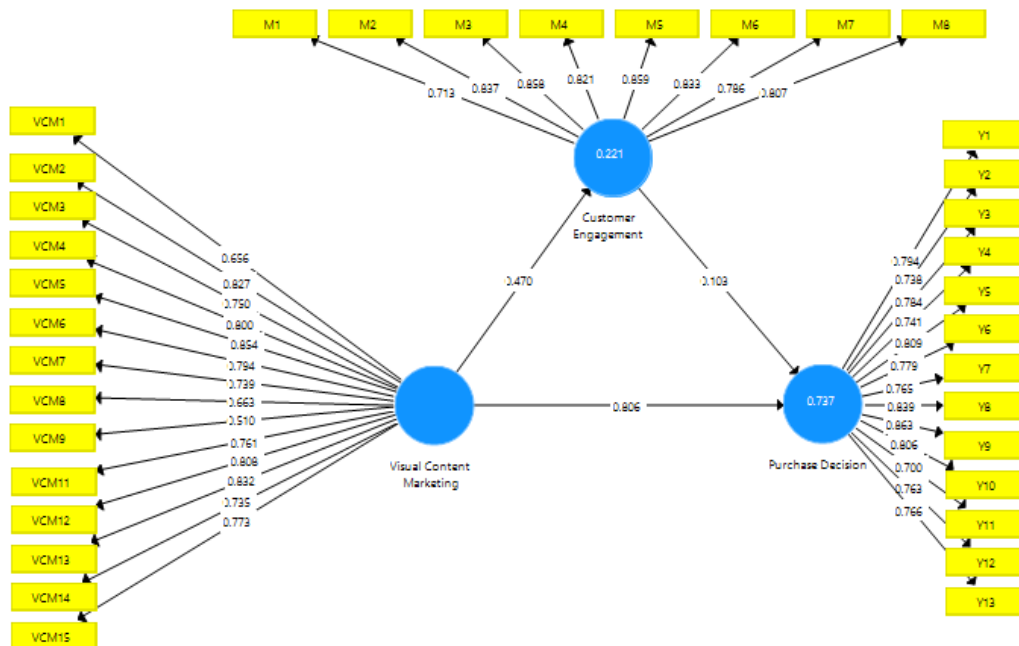 M1 M2 M3 M4 M5 M6 M7 M8
0.713 0.837 0.858 0.821 0.859 0.833 0.786 0.807
0.221
Customer
Engagement
VCM1
VCM2
VCM3
VCM4
VCM5
VCM6
VCM7
VCM8
VCM9
VCM11
VCM12
VCM13
VCM14
VCM15
0.656
0.827
0.750
0.800
0.854
0.794
0.739
0.663
0.510
0.761
0.808
0.832
0.735
0.773
Visual Content
Marketing
0.470
0.103
0.806
0.737
Purchase Decision
0.794
0.738
0.784
0.741
0.809
0.779
0.765
0.839
0.863
0.806
0.700
0.763
0.766
Y1
Y2
Y3
Y4
Y5
Y6
Y7
Y8
Y9
Y10
Y11
Y12
Y13